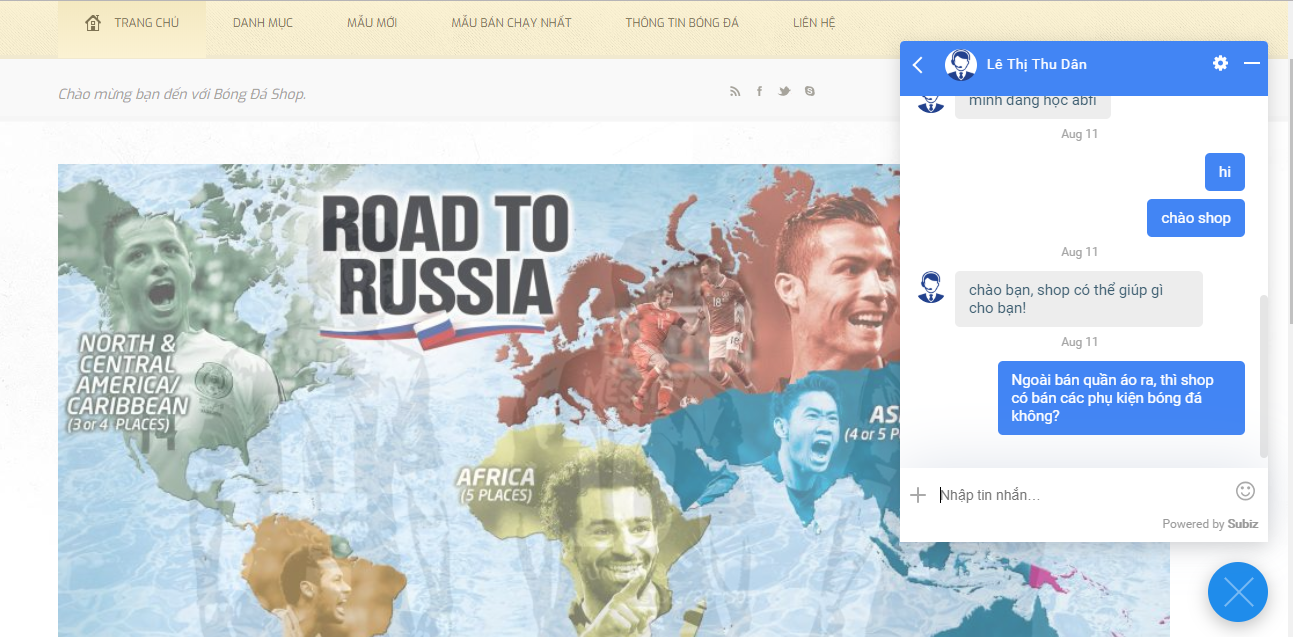 TRANG CHỦ
DANH MỤC
MẪU MỚI
MẪU BÁN CHẠY NHẤT
THÔNG TIN BÓNG ĐÁ
LIÊN HỆ
Chào mừng bạn đến với Bóng Đá Shop.
ROAD TO
RUSSIA
NORTH &
CENTRAL
AMERICA/
CARIBBEAN
(3 or 4 PLACES)
AFRICA
(5 PLACES)
(4 or 5 P
Lê Thị Thu Dân
Aug 11
hi
chào shop
Aug 11
chào bạn, shop có thể giúp gì
cho bạn!
Aug 11
Ngoài bán quần áo ra, thì shop
có bán các phụ kiện bóng đá
không?
Nhập tin nhắn...
Powered by Subiz